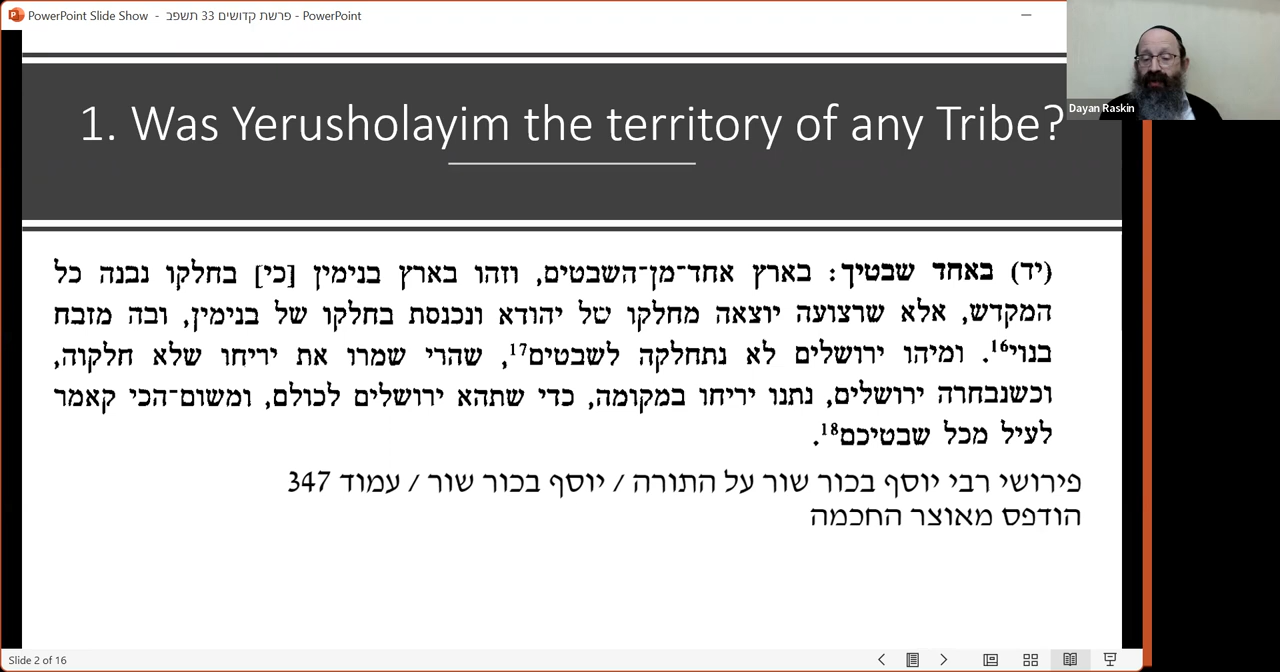 PowerPoint Slide Show - פרשת קדושים 33 תשפב - PowerPoint
Dayan Raskin
1. Was Yerusholayim the territory of any Tribe?
(יד) באחד שבטיך: בארץ אחד־מן־השבטים, וזהו בארץ בנימין [כי] בחלקו נבנה כל
המקדש, אלא שרצועה יוצאה מחלקו של יהודא ונכנסת בחלקו של בנימין, ובה מזבח
בנוי16. ומיהו ירושלים לא נתחלקה לשבטים17, שהרי שמרו את יריחו שלא חלקוה,
וכשנבחרה ירושלים, נתנו יריחו במקומה, כדי שתהא ירושלים לכולם, ומשום־הכי קאמר
לעיל מכל שבטיכם18.
פירושי רבי יוסף בכור שור על התורה / יוסף בכור שור / עמוד 347
הודפס מאוצר החכמה
Slide 2 of 16